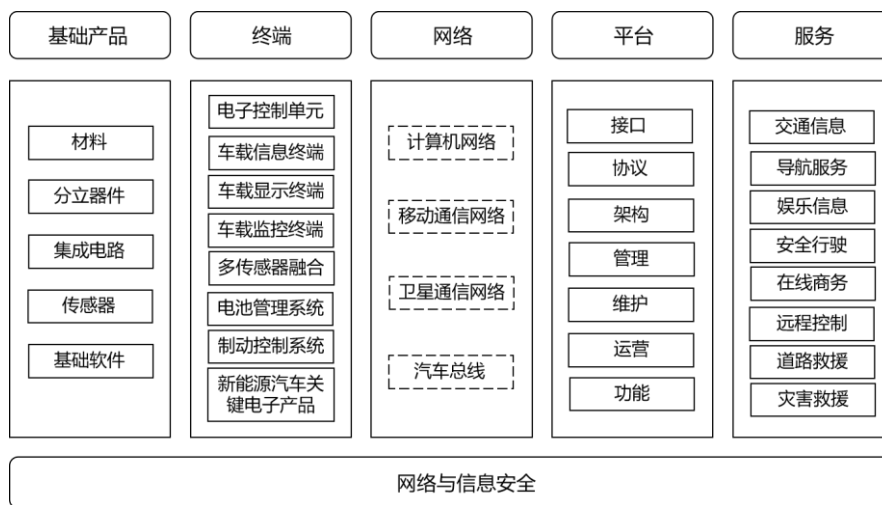 基础产品
终端
网络
平台
服务
材料
分立器件
集成电路
传感器
基础软件
电子控制单元
车载信息终端
车载显示终端
车载监控终端
多传感器融合
电池管理系统
制动控制系统
新能源汽车关
键电子产品
计算机网络
移动通信网络
卫星通信网络
汽车总线
接口
协议
架构
管理
维护
运营
功能
交通信息
导航服务
娱乐信息
安全行驶
在线商务
远程控制
道路救援
灾害救援
网络与信息安全